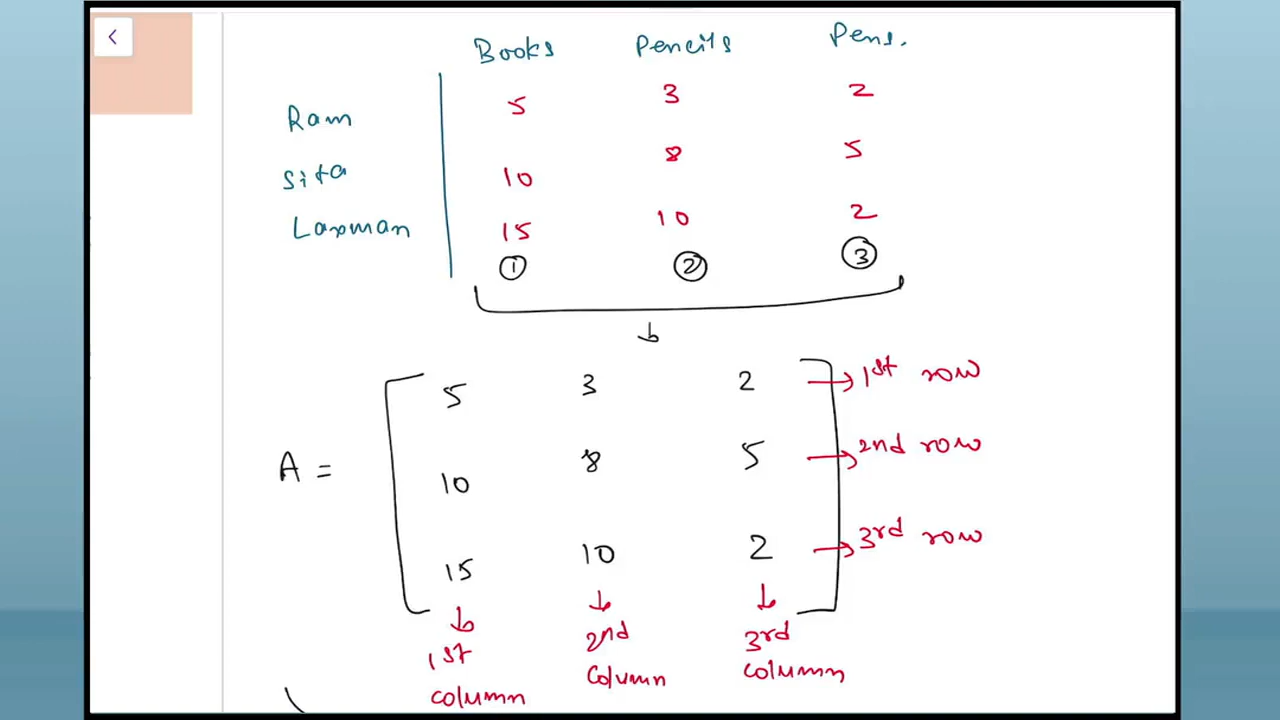 Books Pencils Pens.
Ram 5 3 2
Sita 10 8 5
Laxman 15 10 2
① ② ③
5 3 2 → 1st row
A = 10 8 5 → 2nd row
15 10 2 → 3rd row
1st column 2nd column 3rd column